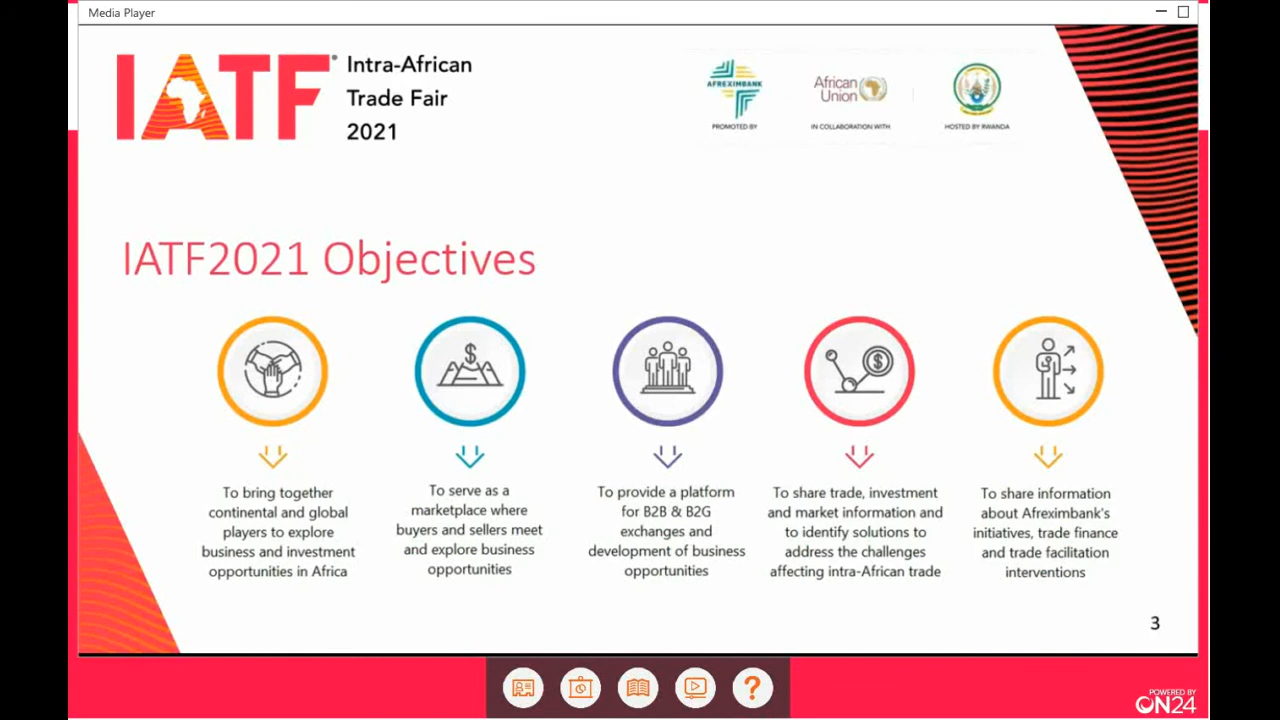 Media Player
IATF®
Intra-African
Trade Fair
2021
AFREXIMBANK
PROMOTED BY
African
Union
IN COLLABORATION WITH
HOSTED BY RWANDA
IATF2021 Objectives
$
$
To bring together
continental and global
players to explore
business and investment
opportunities in Africa
To serve as a
marketplace where
buyers and sellers meet
and explore business
opportunities
To provide a platform
for B2B & B2G
exchanges and
development of business
opportunities
To share trade, investment
and market information and
to identify solutions to
address the challenges
affecting intra-African trade
To share information
about Afreximbank's
initiatives, trade finance
and trade facilitation
interventions
3
?
POWERED BY
ON24